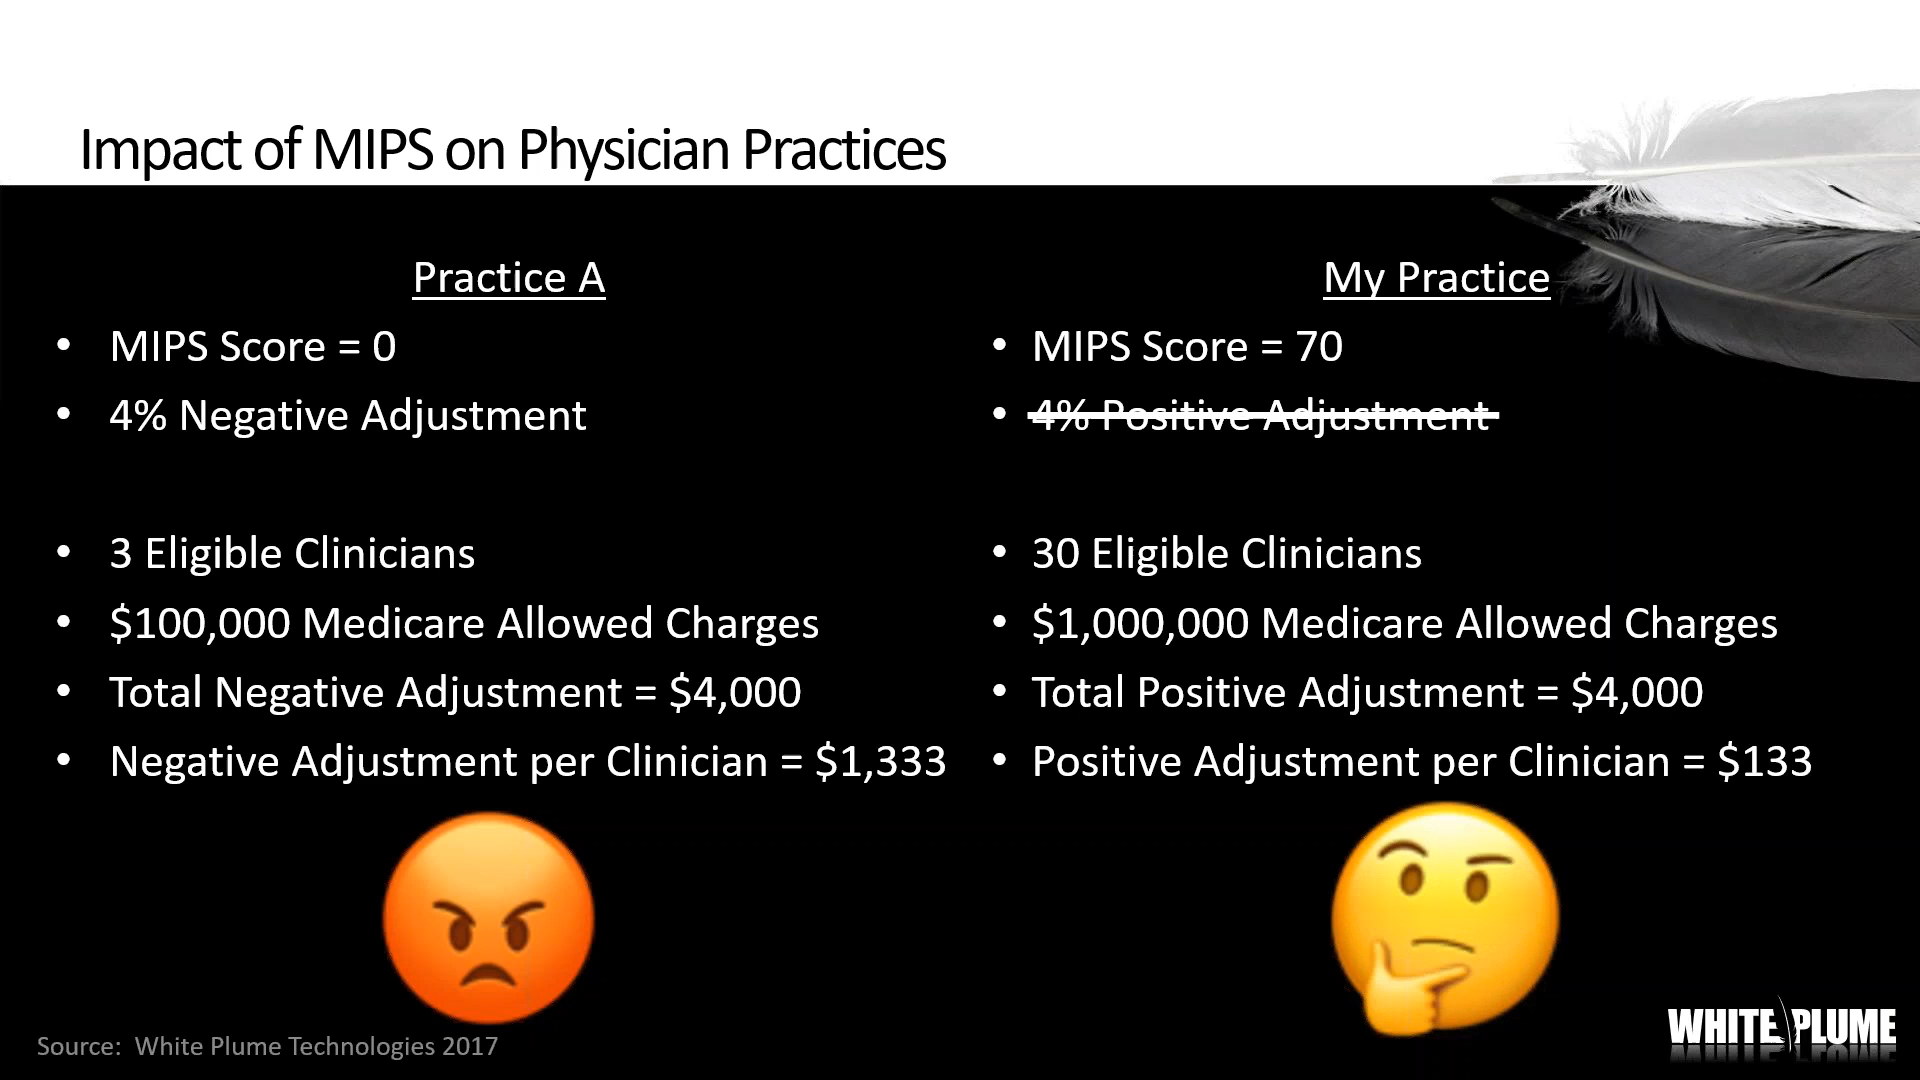 Impact of MIPS on Physician Practices
Practice A
• MIPS Score = 0
• 4% Negative Adjustment
• 3 Eligible Clinicians
• $100,000 Medicare Allowed Charges
• Total Negative Adjustment = $4,000
• Negative Adjustment per Clinician = $1,333
My Practice
• MIPS Score = 70
• 4% Positive Adjustment
• 30 Eligible Clinicians
• $1,000,000 Medicare Allowed Charges
• Total Positive Adjustment = $4,000
• Positive Adjustment per Clinician = $133
Source: White Plume Technologies 2017
WHITE PLUME